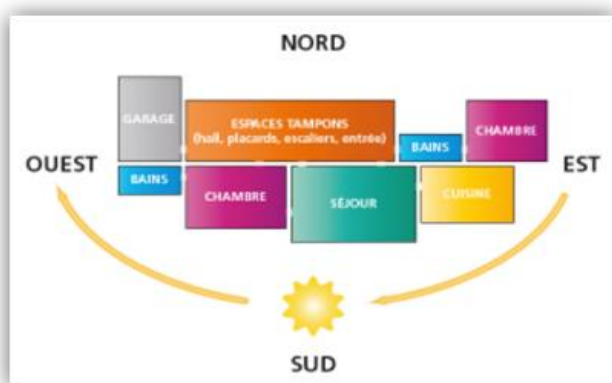 NORD
GARAGE
ESPACES TAMPONS
(hall, placards, escaliers, entrée)
BAINS
CHAMBRE
OUEST
EST
BAINS
CHAMBRE
SÉJOUR
CUISINE
SUD